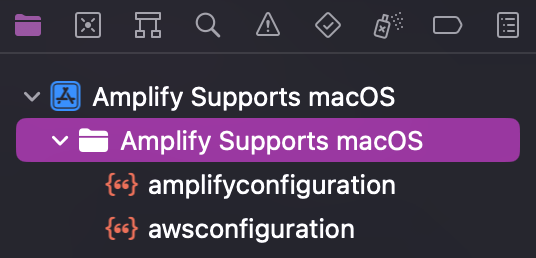 Amplify Supports macOS
Amplify Supports macOS
amplifyconfiguration
awsconfiguration